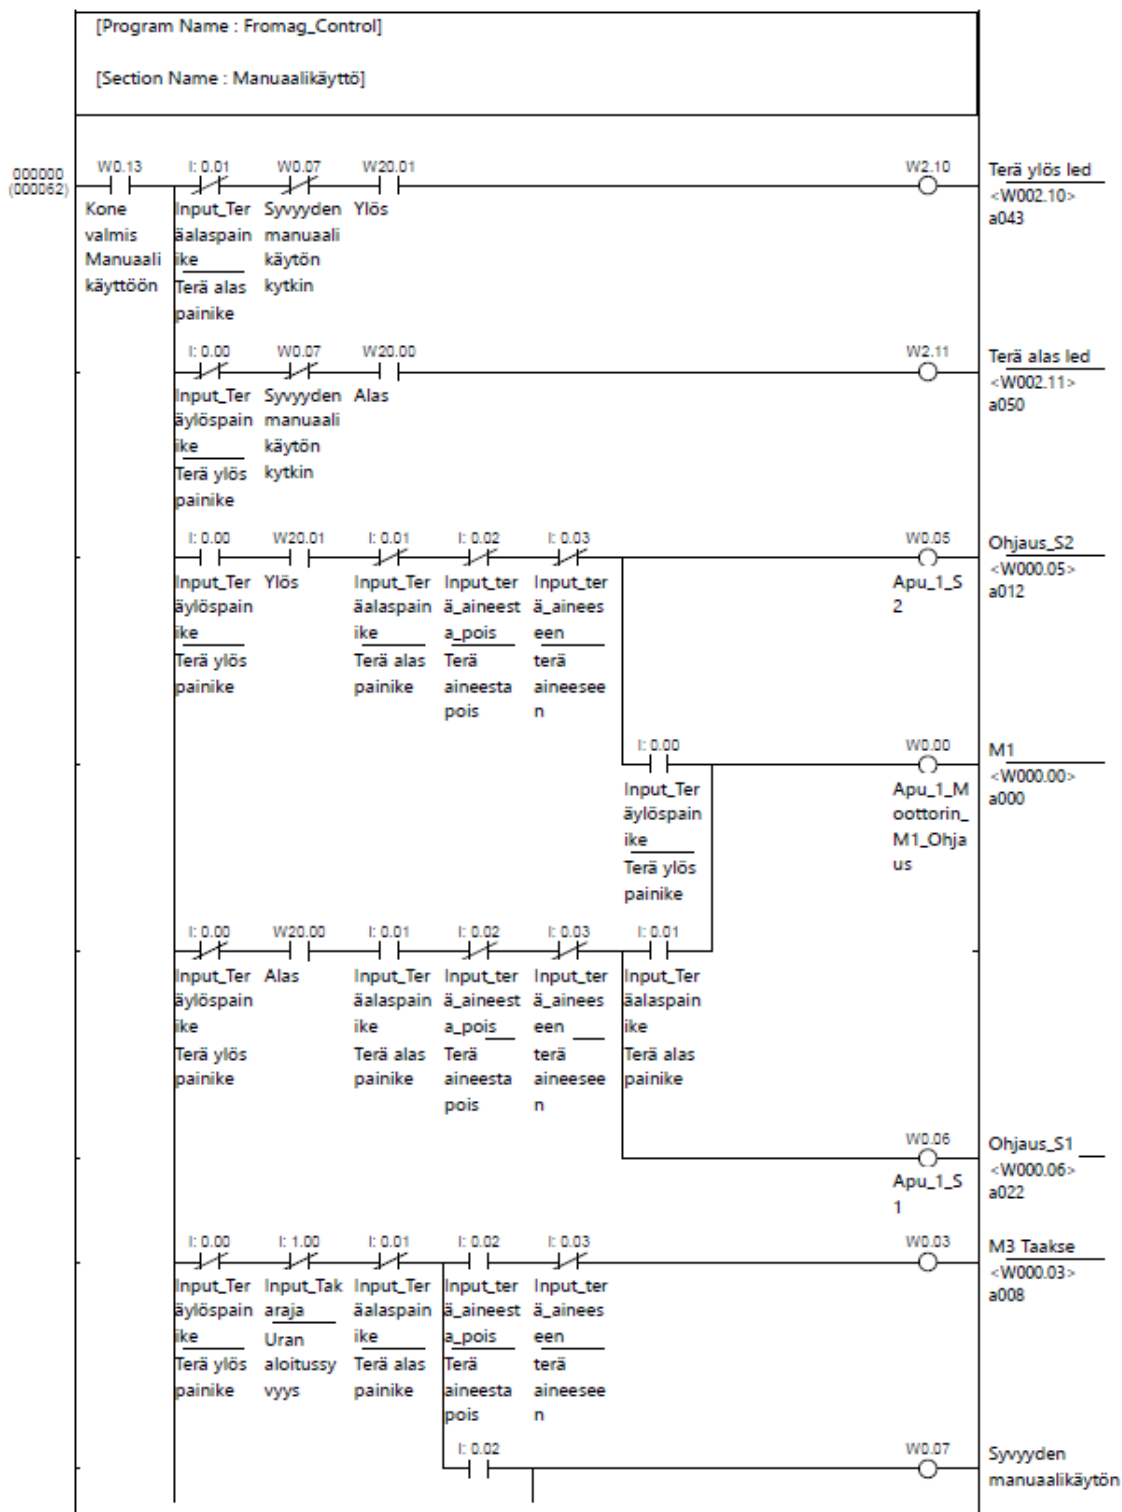 [Program Name : Fromag_Control]
[Section Name : Manuaalikäyttö]
000000
(000062)
W0.13
I: 0.01
W0.07
W20.01
W2.10
Kone
valmis
Manuaali
käyttöön
Input_Ter
äalaspain
ike
Terä alas
painike
Syvyyden
manuaali
käytön
kytkin
Ylös
Terä ylös led
<W002.10>
a043
I: 0.00
W0.07
W20.00
W2.11
Input_Ter
äylöspain
ike
Terä ylös
painike
Syvyyden
manuaali
käytön
kytkin
Alas
Terä alas led
<W002.11>
a050
I: 0.00
W20.01
I: 0.01
I: 0.02
I: 0.03
W0.05
Input_Ter
äylöspain
ike
Terä ylös
painike
Ylös
Input_Ter
äalaspain
ike
Terä alas
painike
Input_ter
ä_aineest
a_pois
Terä
aineesta
pois
Input_ter
ä_ainees
een
terä
aineesee
n
Apu_1_S
2
Ohjaus_S2
<W000.05>
a012
I: 0.00
W0.00
Input_Ter
äylöspain
ike
Terä ylös
painike
Apu_1_M
oottorin_
M1_Ohja
us
M1
<W000.00>
a000
I: 0.00
W20.00
I: 0.01
I: 0.02
I: 0.03
I: 0.01
Input_Ter
äylöspain
ike
Terä ylös
painike
Alas
Input_Ter
äalaspain
ike
Terä alas
painike
Input_ter
ä_aineest
a_pois
Terä
aineesta
pois
Input_ter
ä_ainees
een
terä
aineesee
n
Input_Ter
äalaspain
ike
Terä alas
painike
W0.06
Apu_1_S
1
Ohjaus_S1
<W000.06>
a022
I: 0.00
I: 1.00
I: 0.01
I: 0.02
I: 0.03
W0.03
Input_Ter
äylöspain
ike
Terä ylös
painike
Input_Tak
araja
Uran
aloitussy
vyys
Input_Ter
äalaspain
ike
Terä alas
painike
Input_ter
ä_aineest
a_pois
Terä
aineesta
pois
Input_ter
ä_ainees
een
terä
aineesee
n
M3 Taakse
<W000.03>
a008
I: 0.02
W0.07
Syvyyden
manuaalikäytön